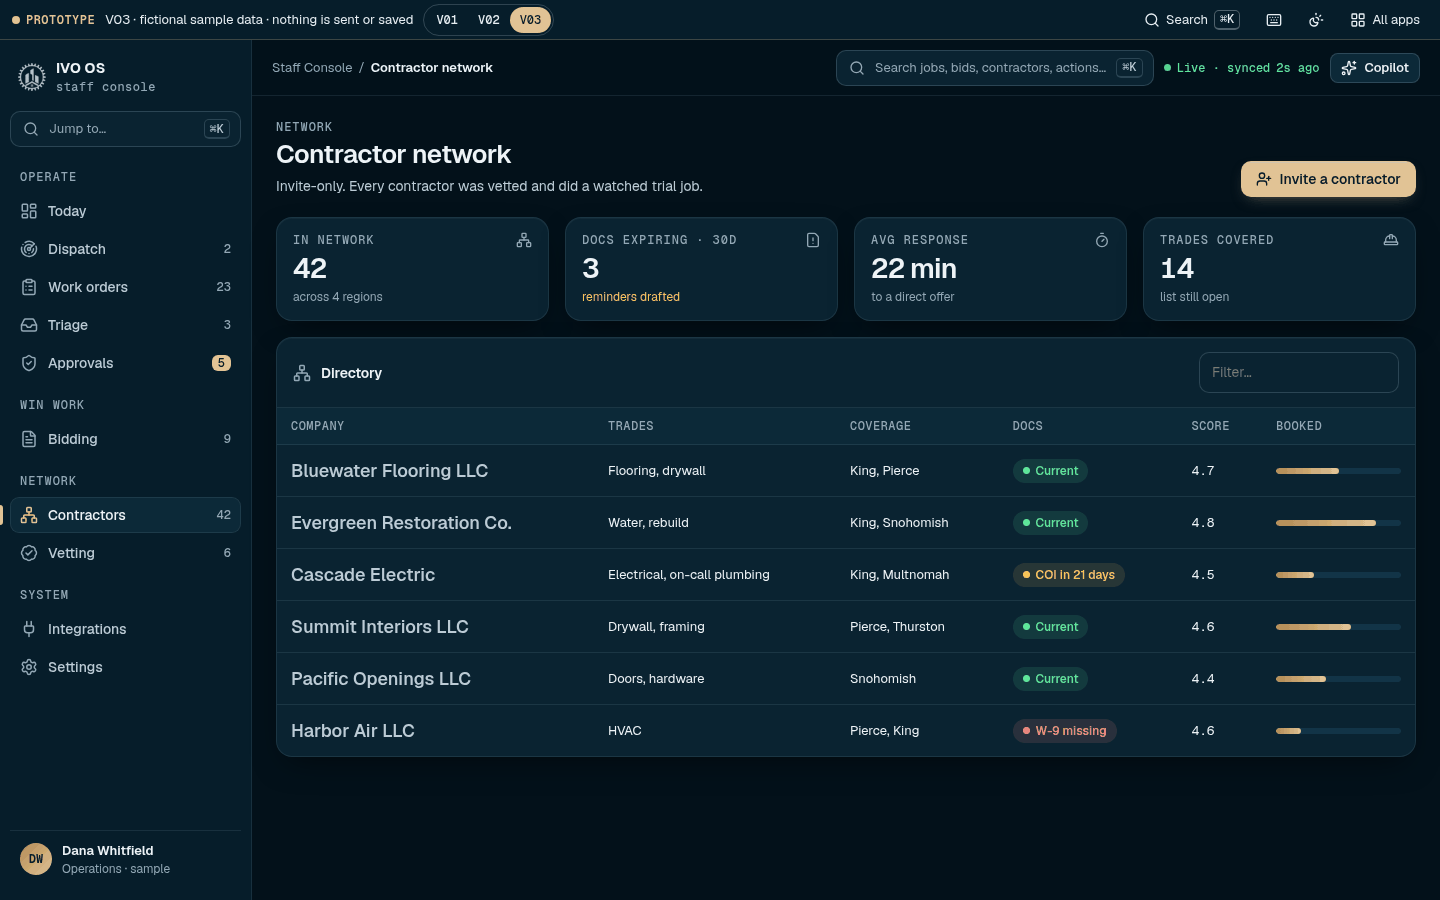 PROTOTYPE V03 · fictional sample data · nothing is sent or saved V01 V02 V03 Search ⌘K All apps
IVO OS
staff console
Jump to… ⌘K
OPERATE
Today
Dispatch 2
Work orders 23
Triage 3
Approvals 5
WIN WORK
Bidding 9
NETWORK
Contractors 42
Vetting 6
SYSTEM
Integrations
Settings
DW Dana Whitfield
Operations · sample
Staff Console / Contractor network Search jobs, bids, contractors, actions… ⌘K Live · synced 2s ago Copilot
NETWORK
Contractor network
Invite-only. Every contractor was vetted and did a watched trial job.
Invite a contractor
IN NETWORK
42
across 4 regions
DOCS EXPIRING · 30D
3
reminders drafted
AVG RESPONSE
22 min
to a direct offer
TRADES COVERED
14
list still open
Directory Filter…
COMPANY TRADES COVERAGE DOCS SCORE BOOKED
Bluewater Flooring LLC Flooring, drywall King, Pierce Current 4.7
Evergreen Restoration Co. Water, rebuild King, Snohomish Current 4.8
Cascade Electric Electrical, on-call plumbing King, Multnomah COI in 21 days 4.5
Summit Interiors LLC Drywall, framing Pierce, Thurston Current 4.6
Pacific Openings LLC Doors, hardware Snohomish Current 4.4
Harbor Air LLC HVAC Pierce, King W-9 missing 4.6